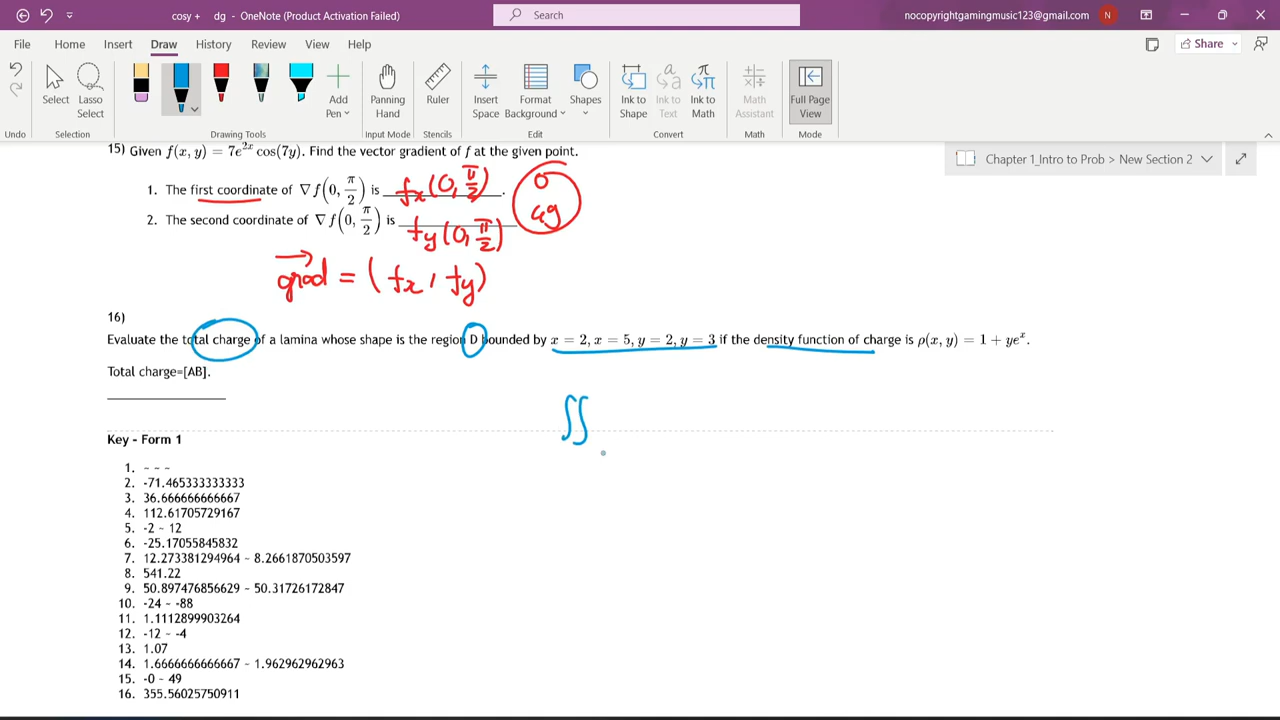 cosy + dg - OneNote (Product Activation Failed)
Search
nocopyrightgamingmusic123@gmail.com
N
File Home Insert Draw History Review View Help
Share
Select
Lasso Select
Add Pen
Panning Hand
Ruler
Insert Space
Format Background
Shapes
Ink to Shape
Ink to Text
Ink to Math
Math Assistant
Full Page View
Undo Selection Drawing Tools Input Mode Stencils Edit Convert Math Mode
Chapter 1_Intro to Prob > New Section 2
15) Given f(x, y) = 7e^{2x} cos(7y). Find the vector gradient of f at the given point.
1. The first coordinate of ∇ f(0, π/2) is fx(0, π/2).
2. The second coordinate of ∇ f(0, π/2) is fy(0, π/2)
0
49
grad = (fx, fy)
16)
Evaluate the total charge of a lamina whose shape is the region D bounded by x = 2, x = 5, y = 2, y = 3 if the density function of charge is ρ(x, y) = 1 + ye^x.
Total charge=[AB].
∬
Key - Form 1
1. ~ ~ ~
2. -71.465333333333
3. 36.666666666667
4. 112.61705729167
5. -2 ~ 12
6. -25.17055845832
7. 12.273381294964 ~ 8.2661870503597
8. 541.22
9. 50.897476856629 ~ 50.31726172847
10. -24 ~ -88
11. 1.1112899903264
12. -12 ~ -4
13. 1.07
14. 1.6666666666667 ~ 1.962962962963
15. -0 ~ 49
16. 355.56025750911